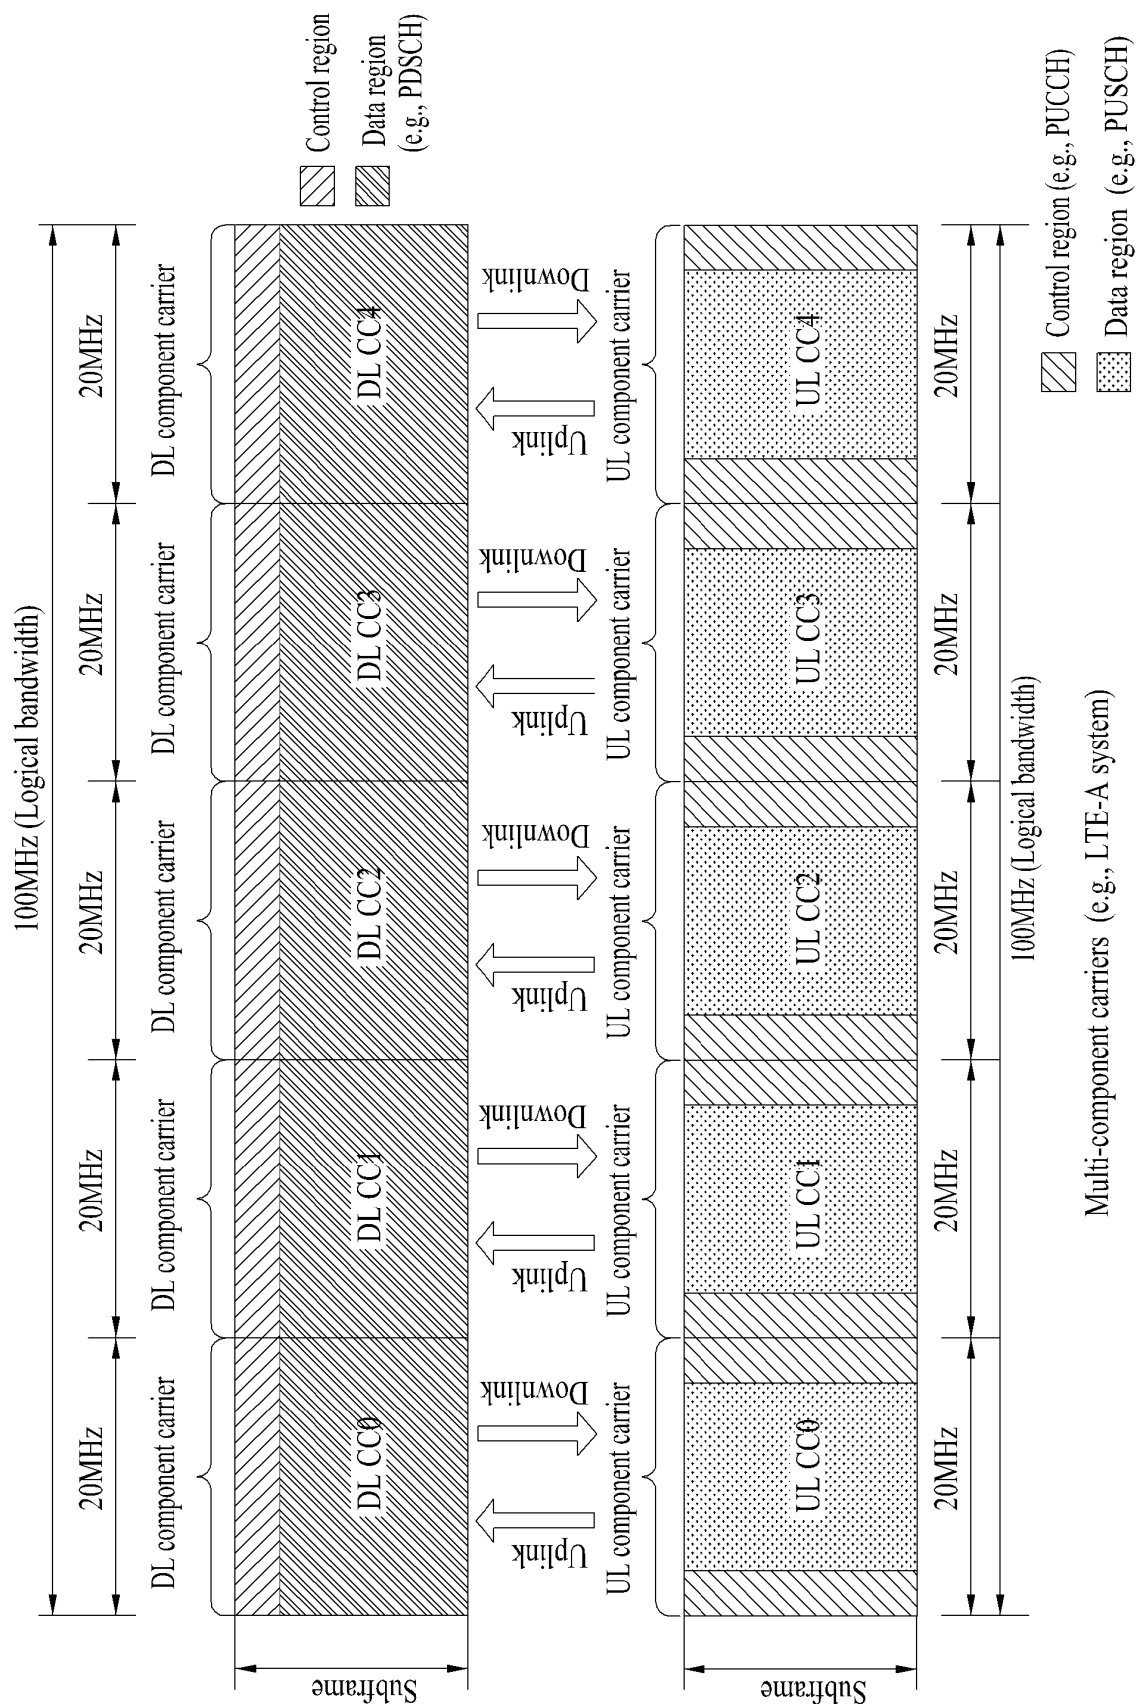 100MHz (Logical bandwidth)
20MHz
20MHz
20MHz
20MHz
20MHz
DL component carrier
DL component carrier
DL component carrier
DL component carrier
DL component carrier
Subframe
DL CC0
DL CC1
DL CC2
DL CC3
DL CC4
Control region
Data region
(e.g., PDSCH)
Uplink
Downlink
Uplink
Downlink
Uplink
Downlink
Uplink
Downlink
Uplink
Downlink
UL component carrier
UL component carrier
UL component carrier
UL component carrier
UL component carrier
Subframe
UL CC0
UL CC1
UL CC2
UL CC3
UL CC4
20MHz
20MHz
20MHz
20MHz
20MHz
100MHz (Logical bandwidth)
Control region (e.g., PUCCH)
Data region (e.g., PUSCH)
Multi-component carriers (e.g., LTE-A system)